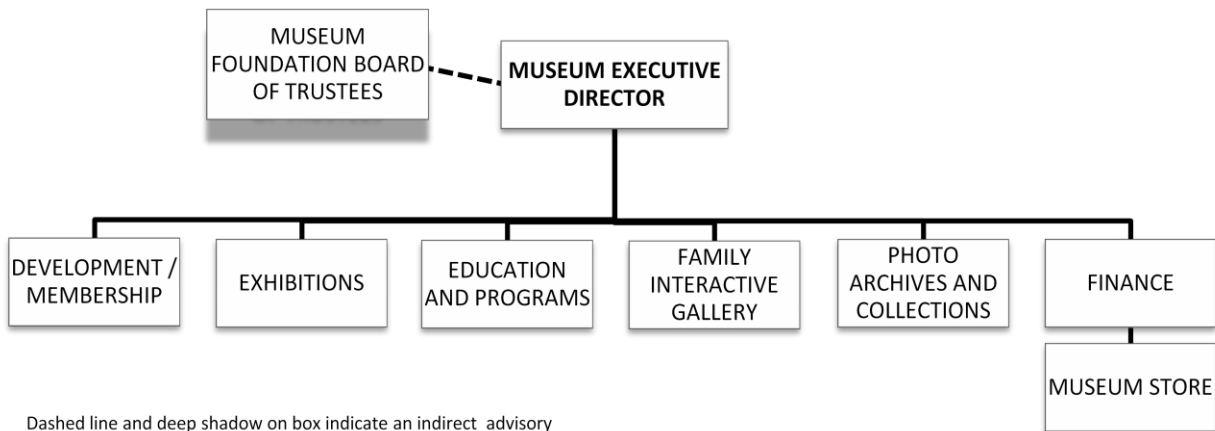 MUSEUM
FOUNDATION BOARD
OF TRUSTEES
MUSEUM EXECUTIVE
DIRECTOR
DEVELOPMENT /
MEMBERSHIP
EXHIBITIONS
EDUCATION
AND PROGRAMS
FAMILY
INTERACTIVE
GALLERY
PHOTO
ARCHIVES AND
COLLECTIONS
FINANCE
MUSEUM STORE
Dashed line and deep shadow on box indicate an indirect advisory